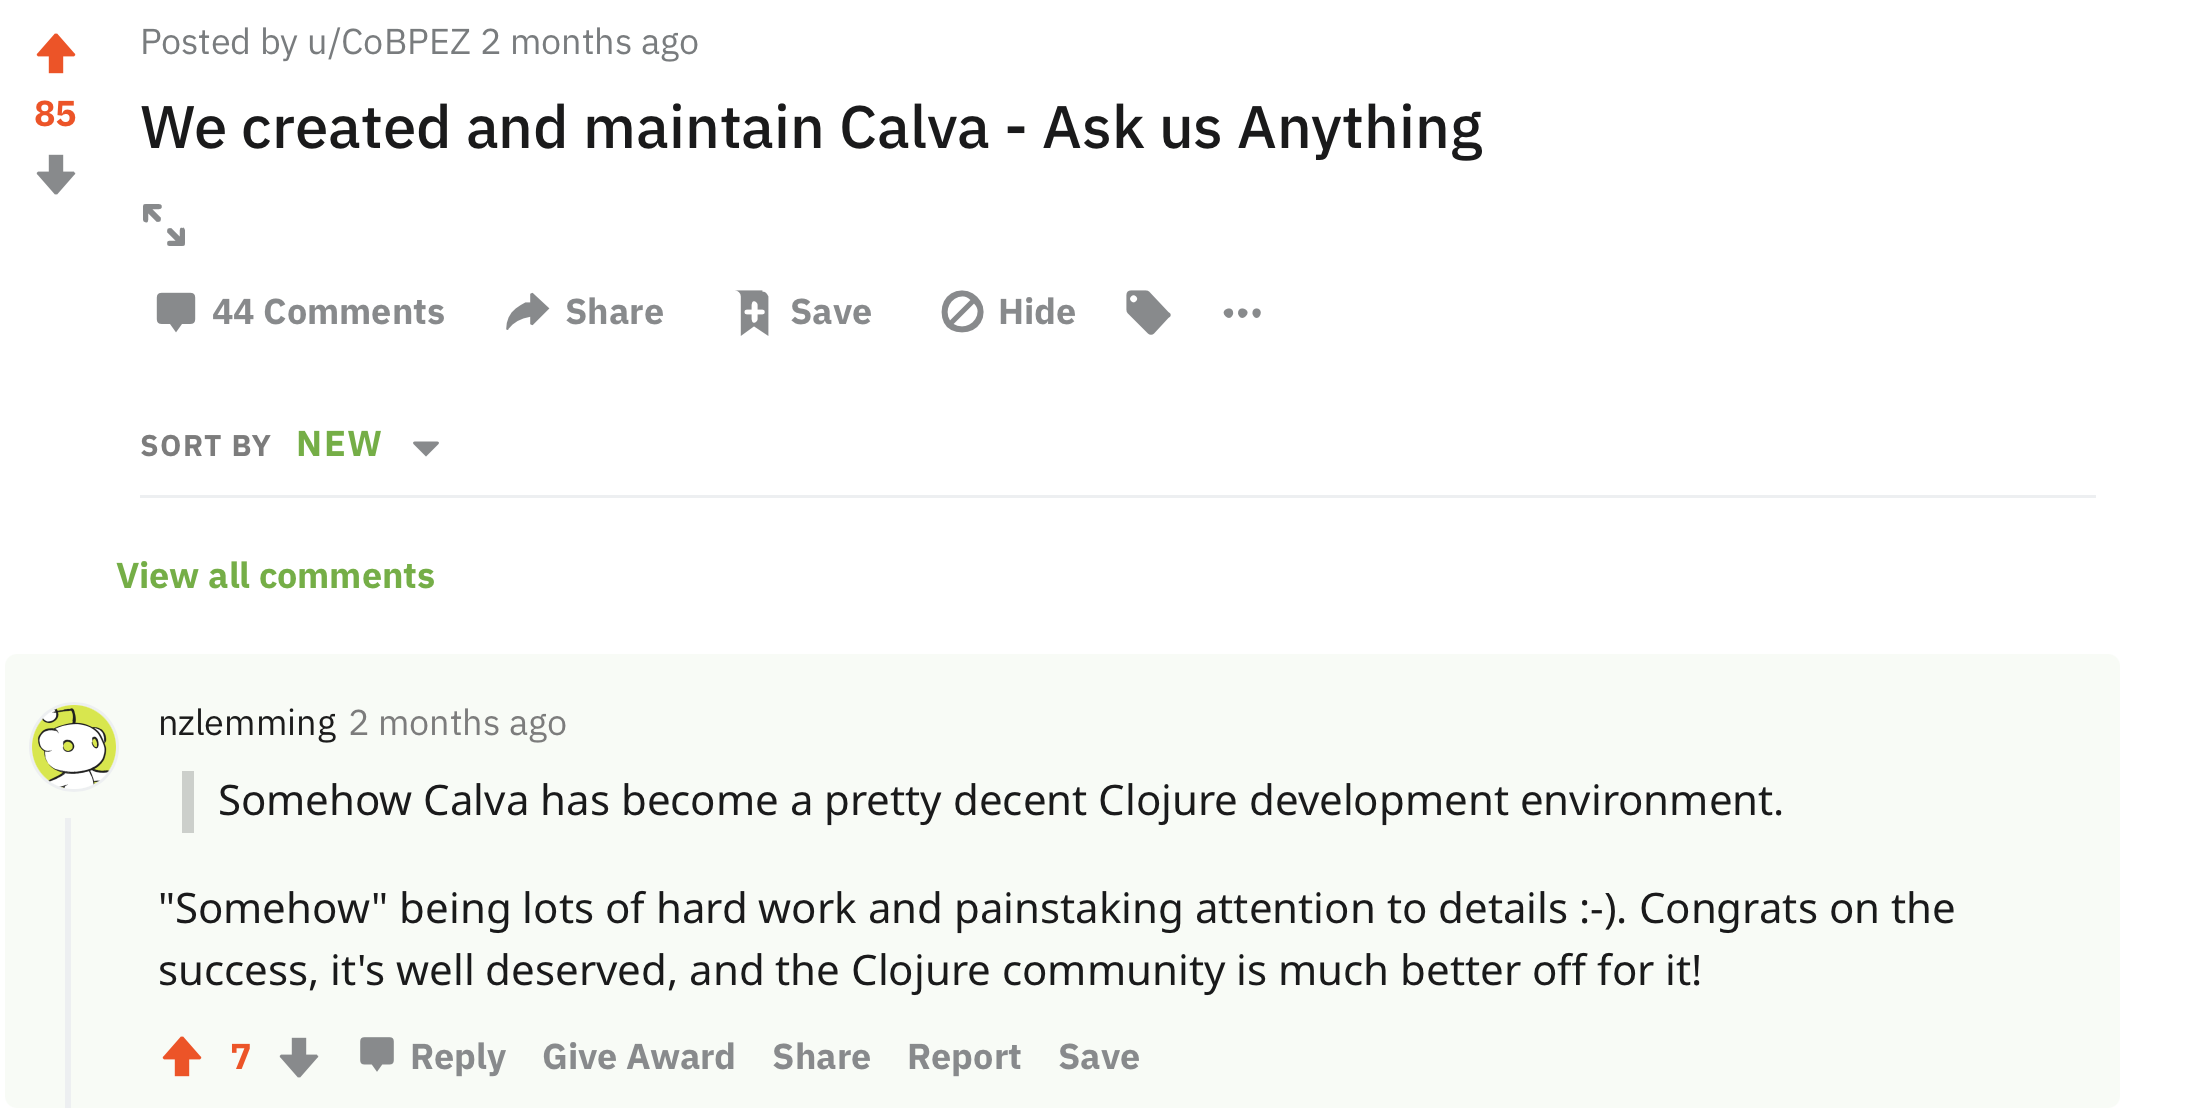 Posted by u/CoBPEZ 2 months ago
85
We created and maintain Calva - Ask us Anything
44 Comments Share Save Hide ...
SORT BY NEW
View all comments
nzlemming 2 months ago
Somehow Calva has become a pretty decent Clojure development environment.
"Somehow" being lots of hard work and painstaking attention to details :-). Congrats on the
success, it's well deserved, and the Clojure community is much better off for it!
7 Reply Give Award Share Report Save